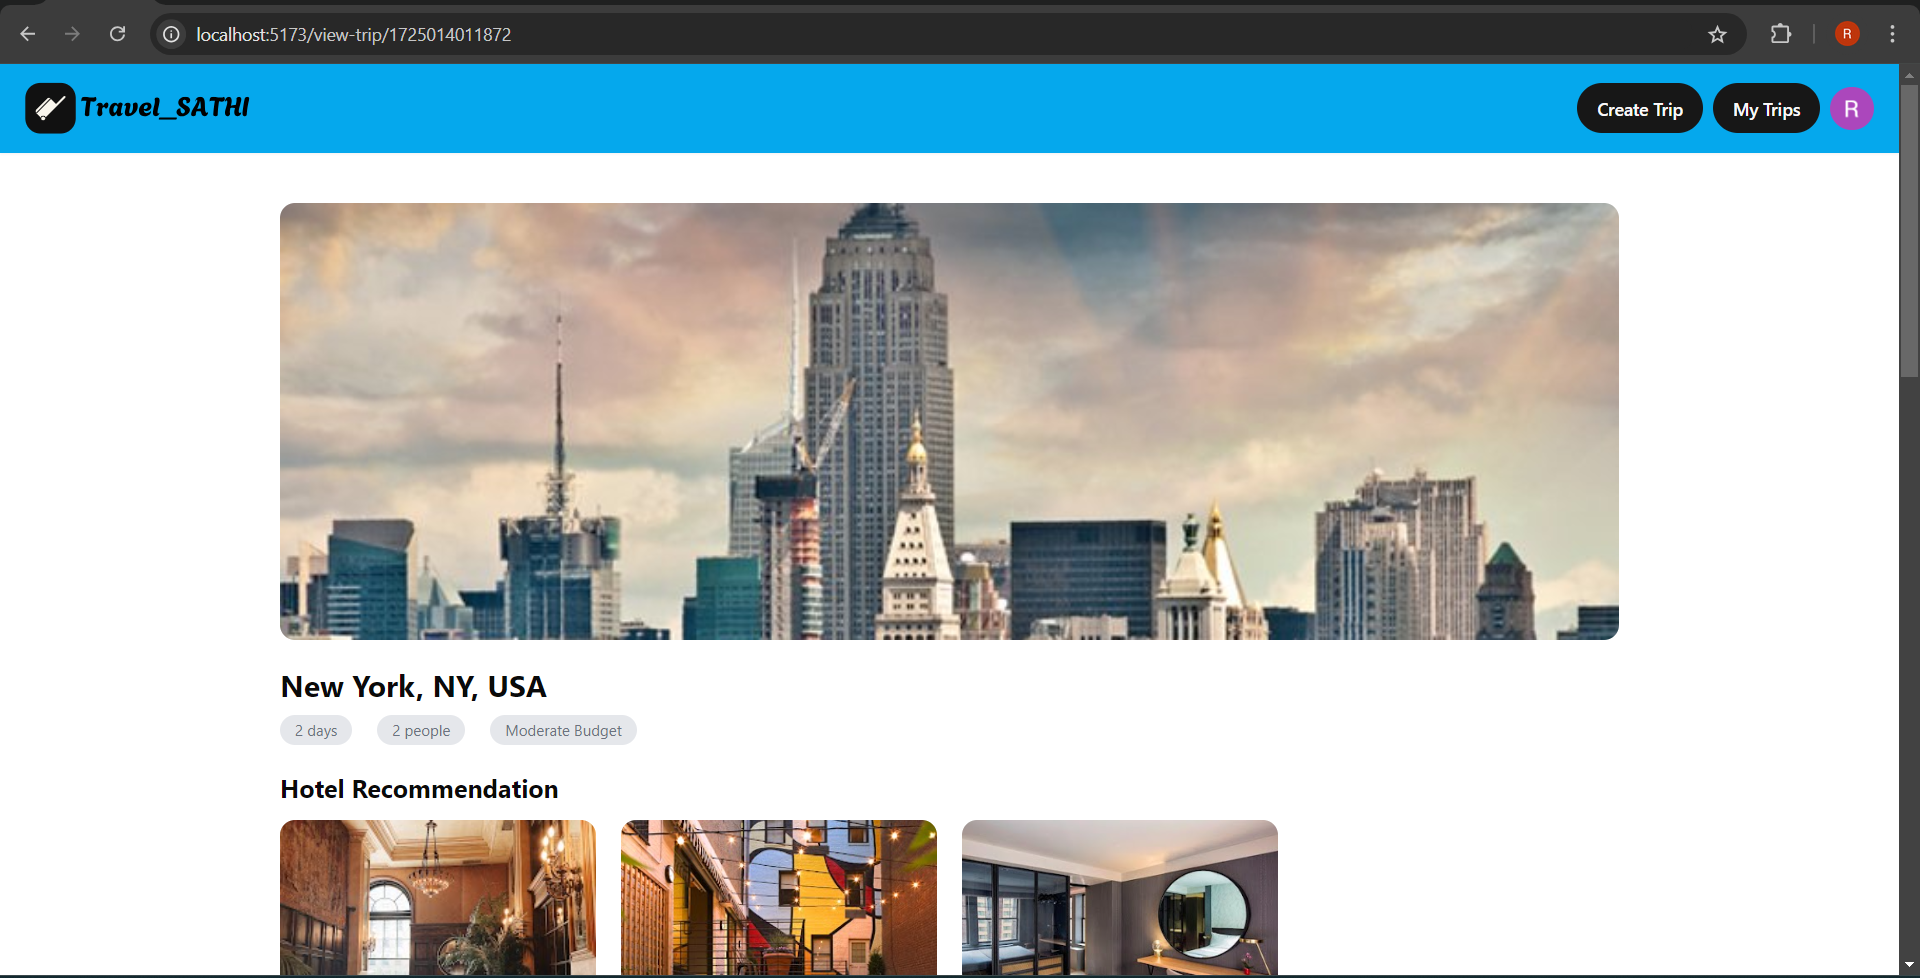 localhost:5173/view-trip/1725014011872
R
Travel_SATHI
Create Trip
My Trips
R
New York, NY, USA
2 days
2 people
Moderate Budget
Hotel Recommendation